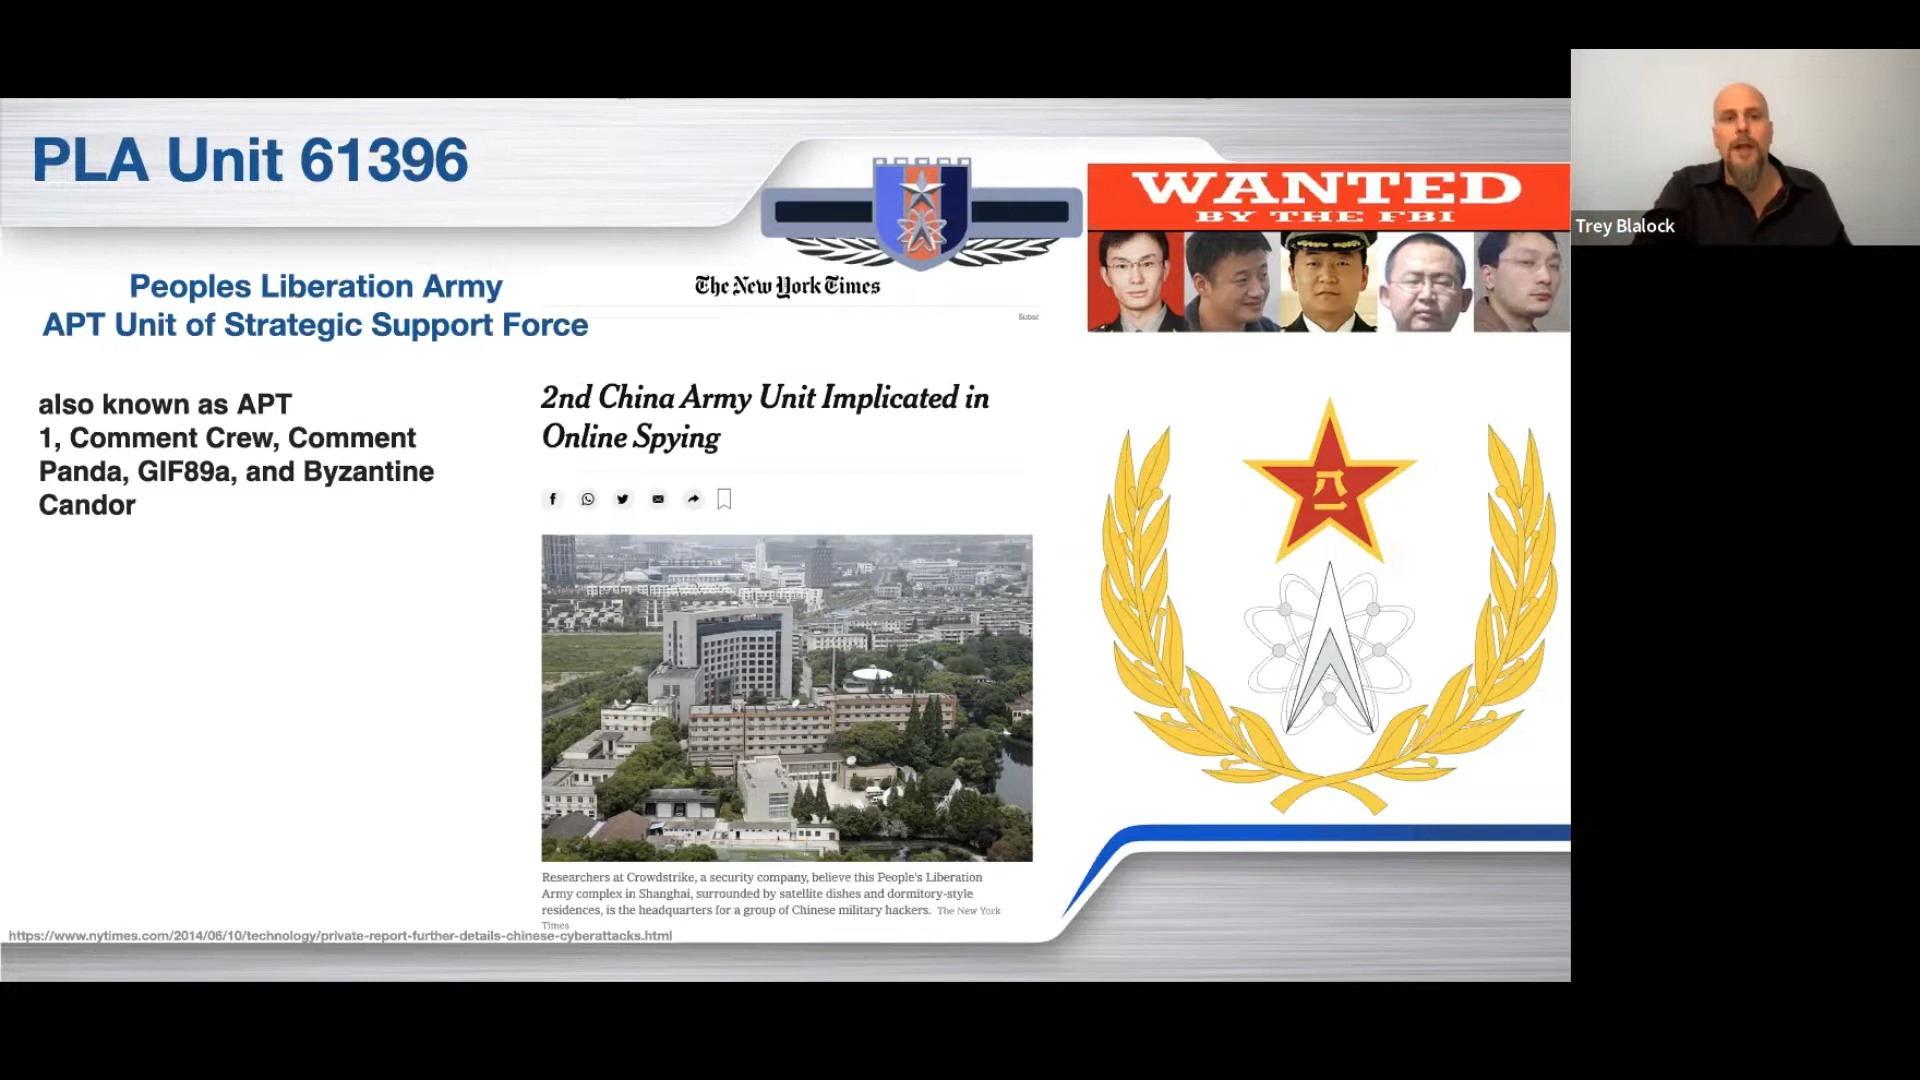 PLA Unit 61396
WANTED
BY THE FBI
Trey Blalock
Peoples Liberation Army
APT Unit of Strategic Support Force
The New York Times
Subsc
also known as APT
1, Comment Crew, Comment
Panda, GIF89a, and Byzantine
Candor
2nd China Army Unit Implicated in
Online Spying
八一
Researchers at Crowdstrike, a security company, believe this People's Liberation
Army complex in Shanghai, surrounded by satellite dishes and dormitory-style
residences, is the headquarters for a group of Chinese military hackers. The New York
Times
https://www.nytimes.com/2014/06/10/technology/private-report-further-details-chinese-cyberattacks.html